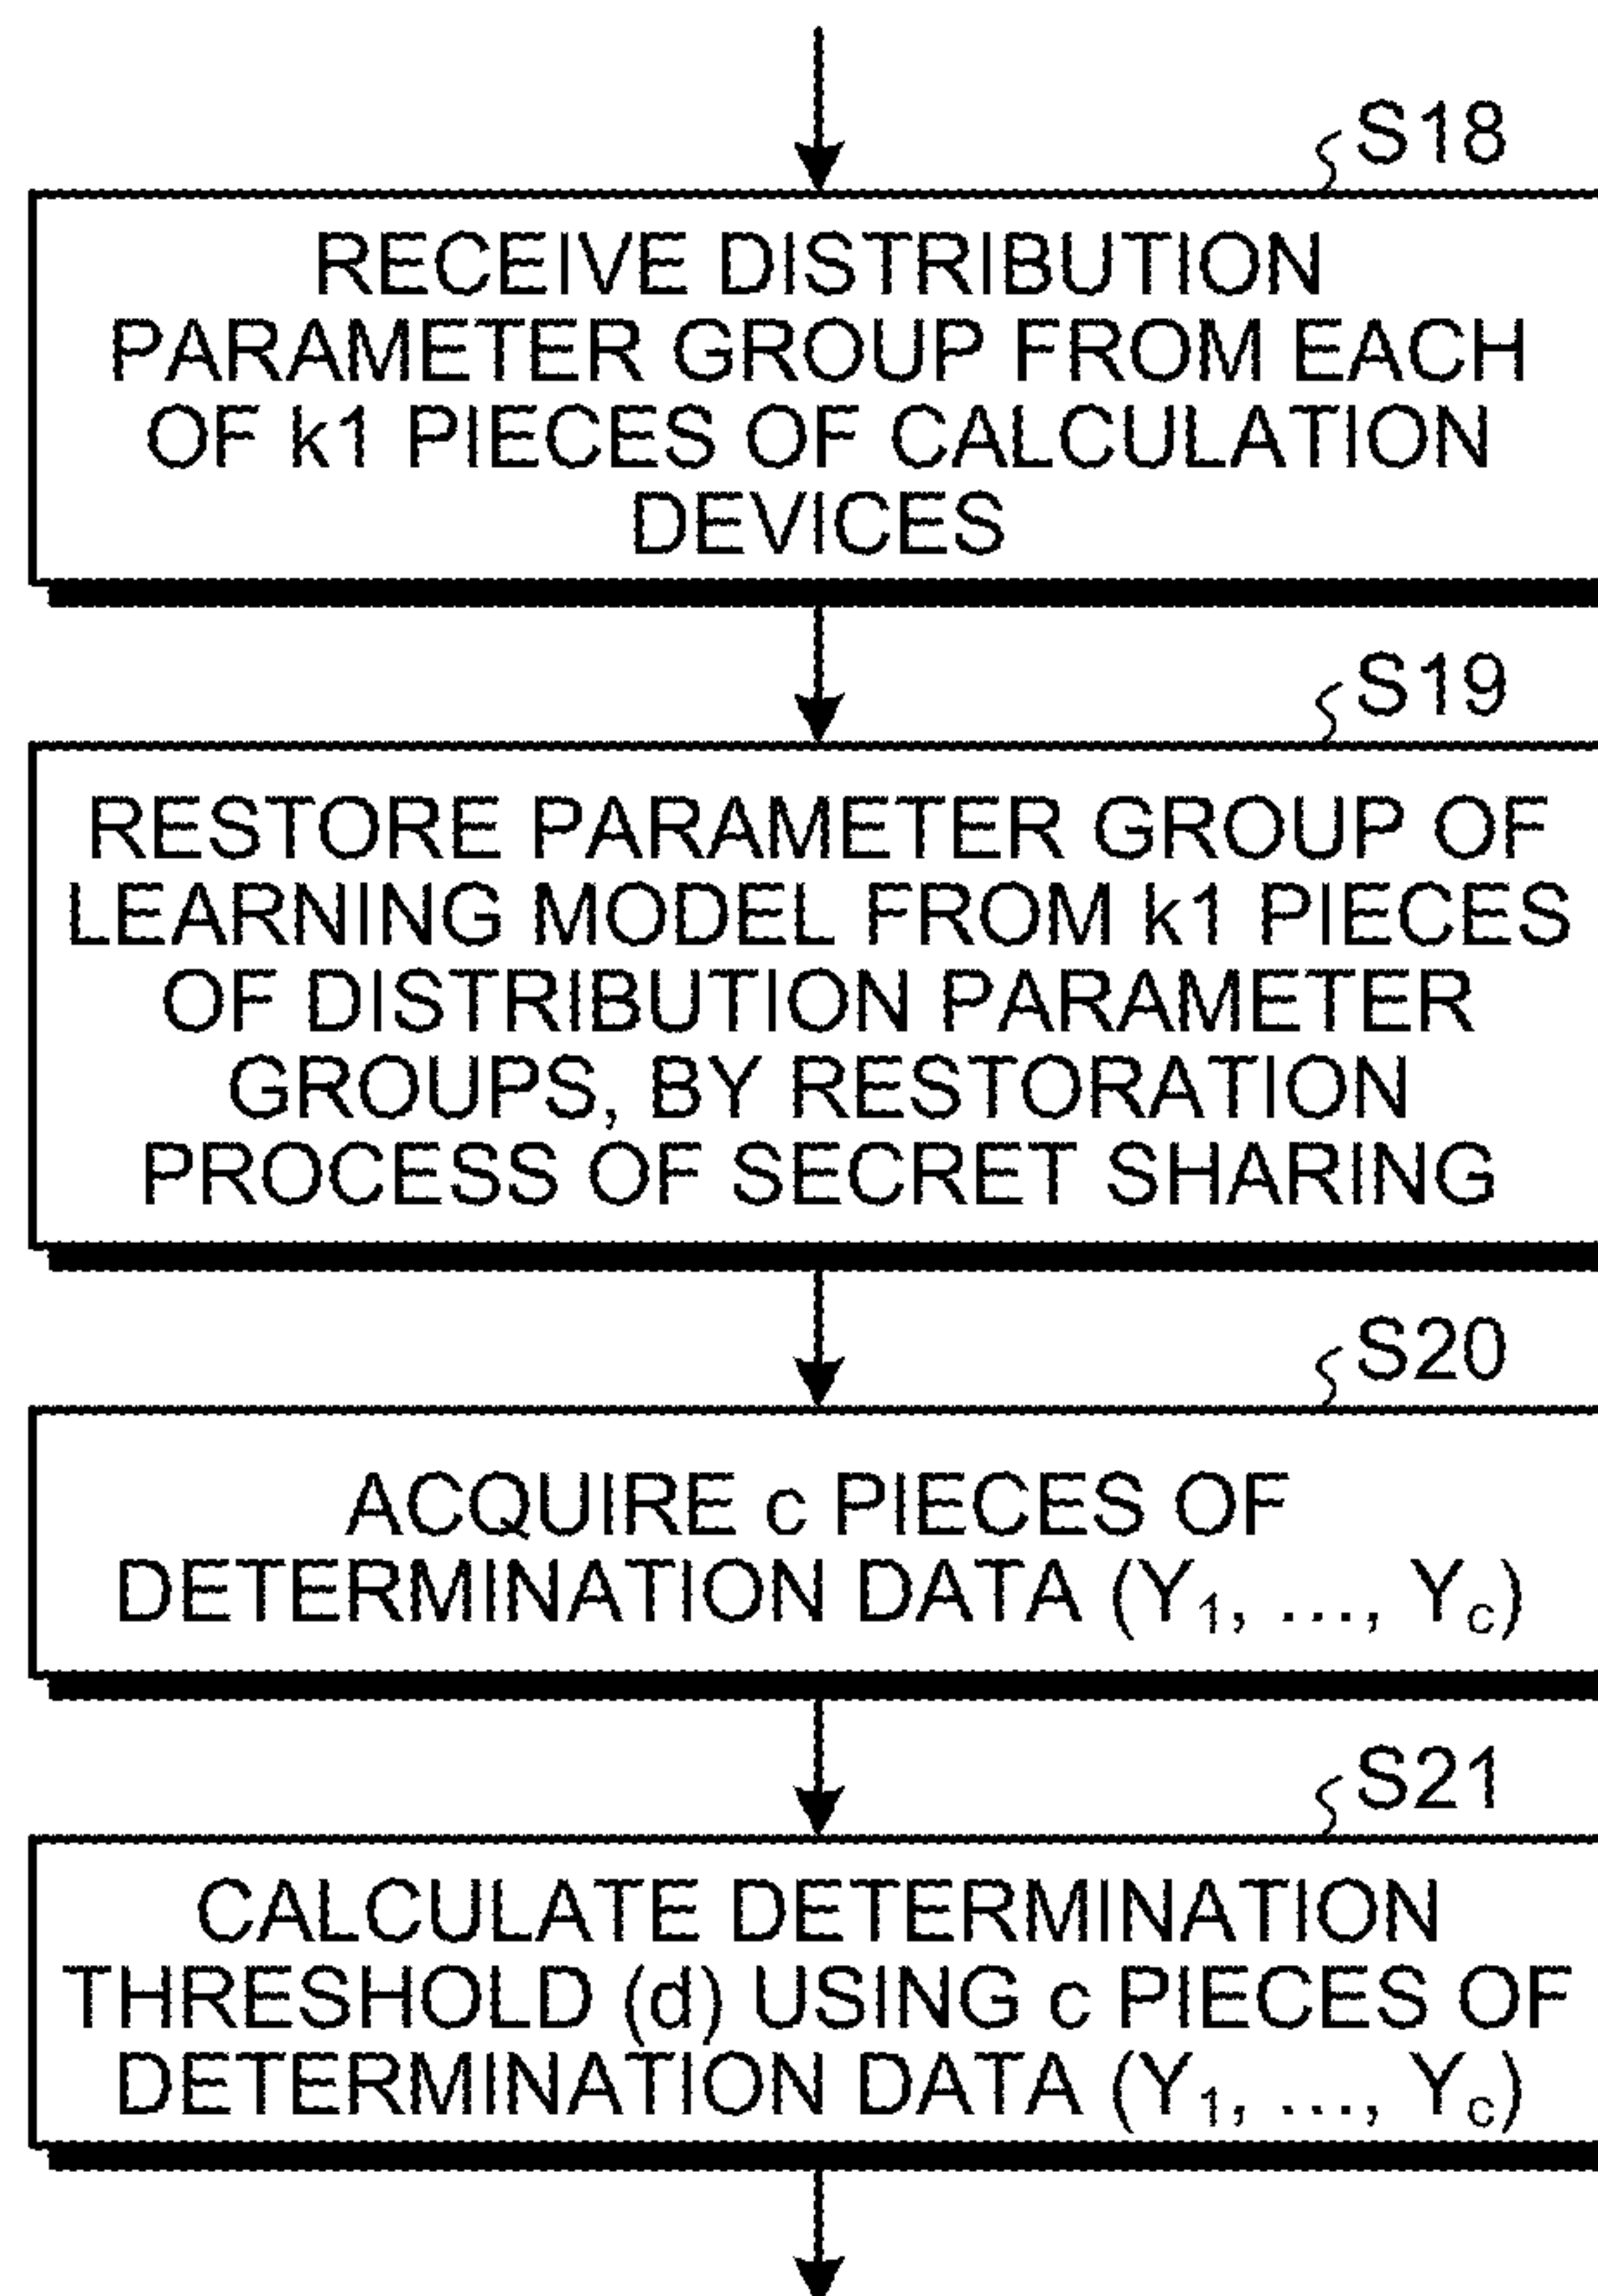 S18
RECEIVE DISTRIBUTION
PARAMETER GROUP FROM EACH
OF k1 PIECES OF CALCULATION
DEVICES
S19
RESTORE PARAMETER GROUP OF
LEARNING MODEL FROM k1 PIECES
OF DISTRIBUTION PARAMETER
GROUPS, BY RESTORATION
PROCESS OF SECRET SHARING
S20
ACQUIRE c PIECES OF
DETERMINATION DATA (Y₁, ..., Y꜀)
S21
CALCULATE DETERMINATION
THRESHOLD (d) USING c PIECES OF
DETERMINATION DATA (Y₁, ..., Y꜀)